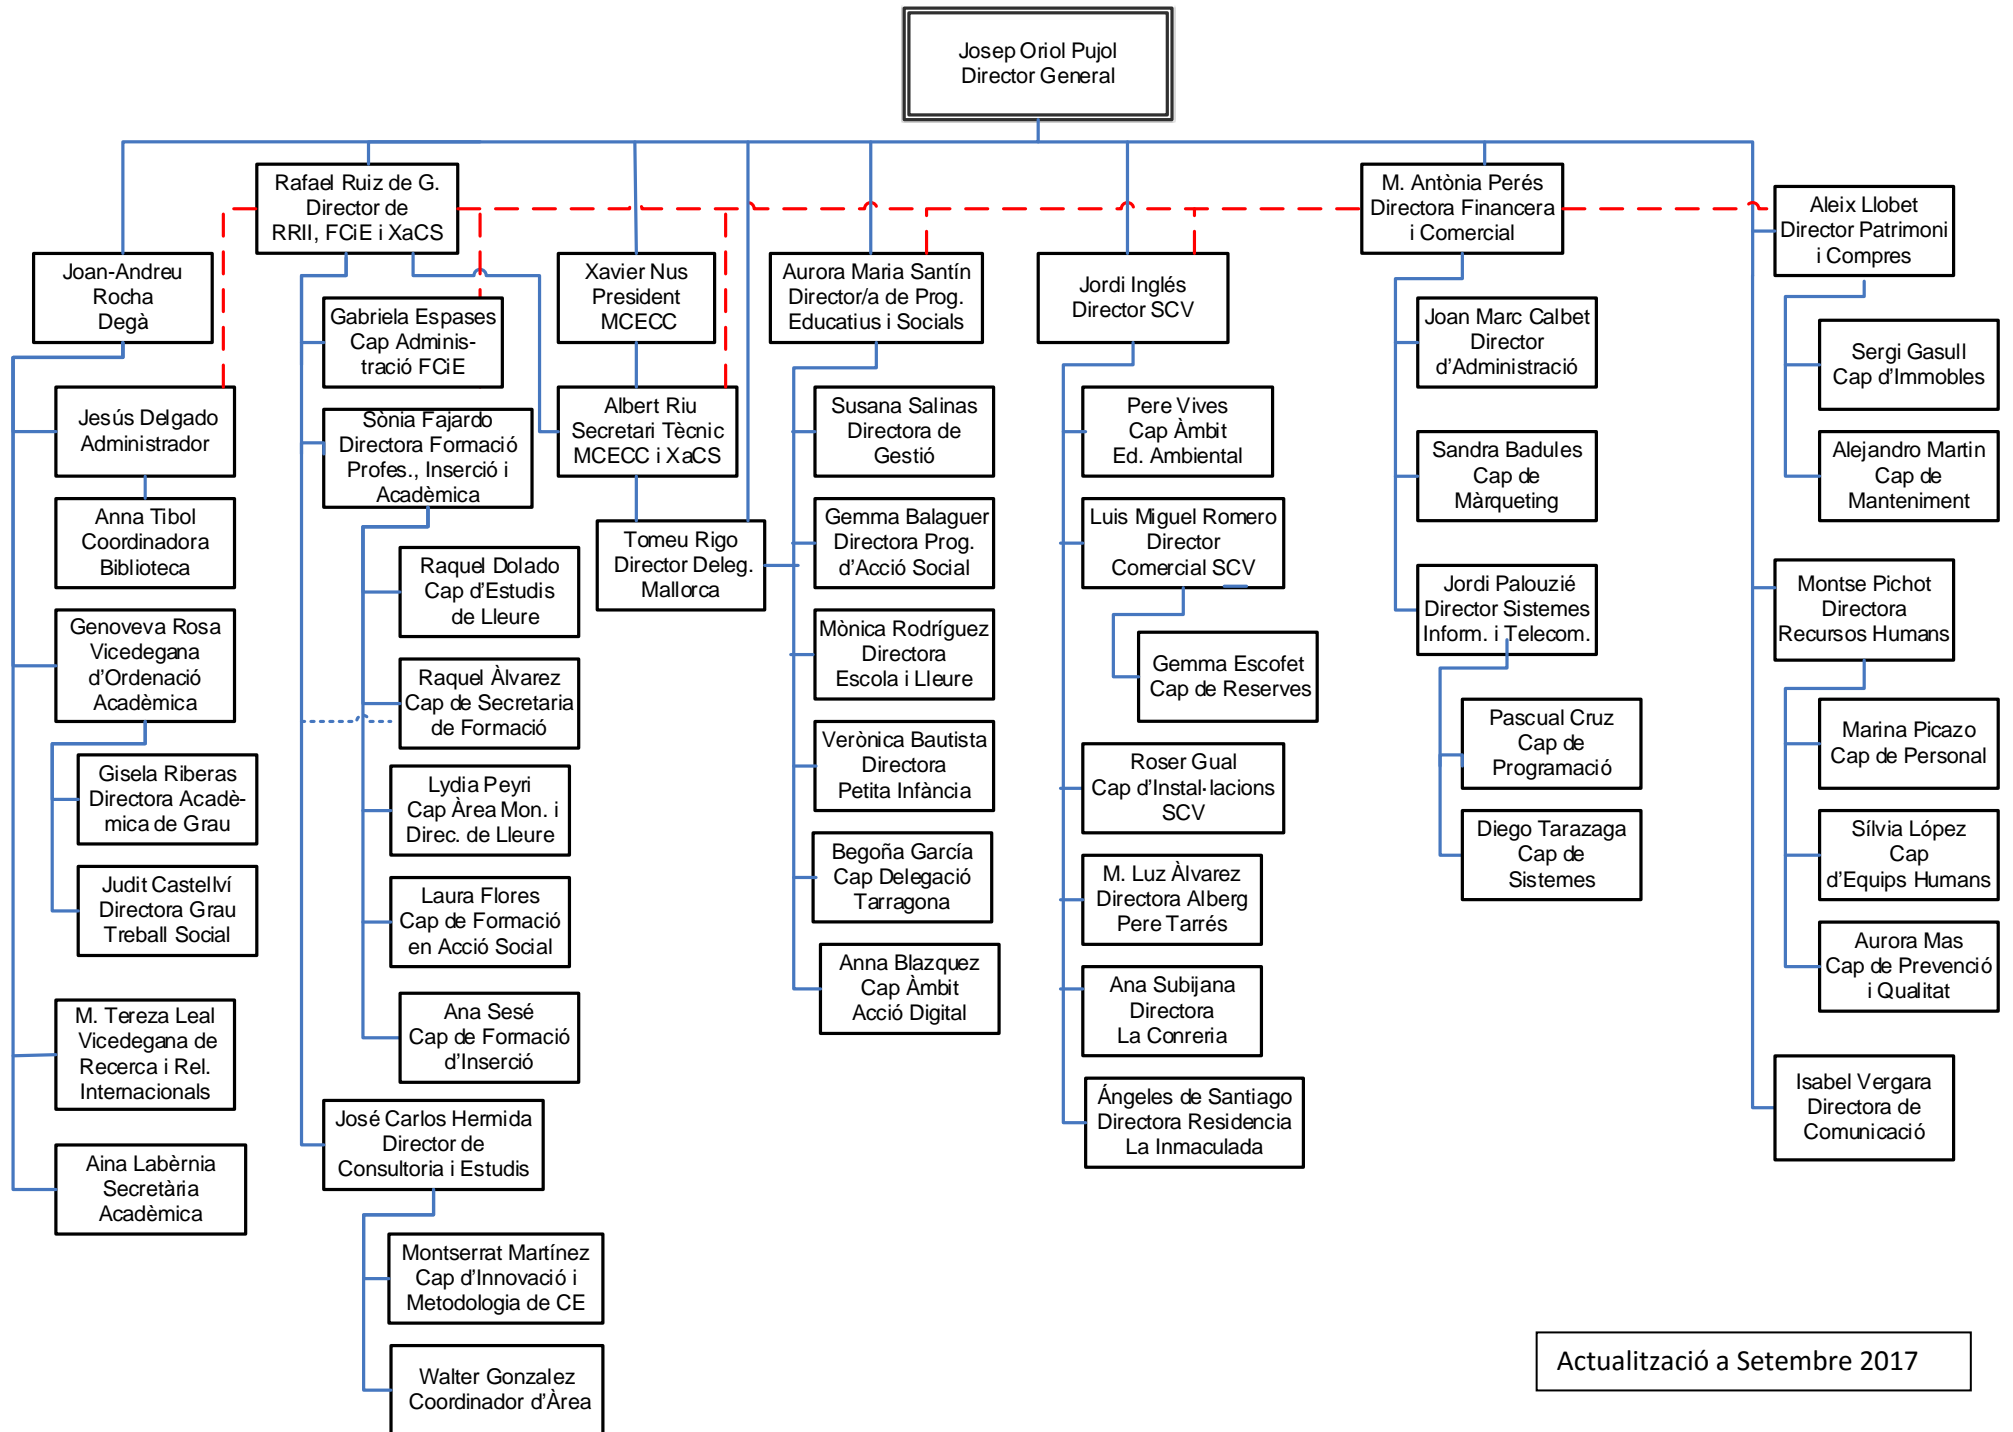 Josep Oriol Pujol
Director General
Rafael Ruiz de G.
Director de
RRII, FCiE i XaCS
M. Antònia Perés
Directora Financera
i Comercial
Aleix Llobet
Director Patrimoni
i Compres
Joan-Andreu
Rocha
Degà
Xavier Nus
President
MCECC
Aurora Maria Santín
Director/a de Prog.
Educatius i Socials
Jordi Inglés
Director SCV
Jesús Delgado
Administrador
Anna Tibol
Coordinadora
Biblioteca
Genoveva Rosa
Vicedegana
d’Ordenació
Acadèmica
Gisela Riberas
Directora Acadè-
mica de Grau
Judit Castellví
Directora Grau
Treball Social
M. Tereza Leal
Vicedegana de
Recerca i Rel.
Internacionals
Aina Labèrnia
Secretària
Acadèmica
Gabriela Espases
Cap Adminis-
tració FCiE
Sònia Fajardo
Directora Formació
Profes., Inserció i
Acadèmica
Raquel Dolado
Cap d’Estudis
de Lleure
Raquel Àlvarez
Cap de Secretaria
de Formació
Lydia Peyri
Cap Àrea Mon. i
Direc. de Lleure
Laura Flores
Cap de Formació
en Acció Social
Ana Sesé
Cap de Formació
d’Inserció
José Carlos Hermida
Director de
Consultoria i Estudis
Montserrat Martínez
Cap d’Innovació i
Metodologia de CE
Walter Gonzalez
Coordinador d’Àrea
Albert Riu
Secretari Tècnic
MCECC i XaCS
Tomeu Rigo
Director Deleg.
Mallorca
Susana Salinas
Directora de
Gestió
Gemma Balaguer
Directora Prog.
d’Acció Social
Mònica Rodríguez
Directora
Escola i Lleure
Verònica Bautista
Directora
Petita Infància
Begoña García
Cap Delegació
Tarragona
Anna Blazquez
Cap Àmbit
Acció Digital
Pere Vives
Cap Àmbit
Ed. Ambiental
Luis Miguel Romero
Director
Comercial SCV
Gemma Escofet
Cap de Reserves
Roser Gual
Cap d’Instal·lacions
SCV
M. Luz Àlvarez
Directora Alberg
Pere Tarrés
Ana Subijana
Directora
La Conreria
Ángeles de Santiago
Directora Residencia
La Inmaculada
Joan Marc Calbet
Director
d’Administració
Sandra Badules
Cap de
Màrqueting
Jordi Palouzié
Director Sistemes
Inform. i Telecom.
Pascual Cruz
Cap de
Programació
Diego Tarazaga
Cap de
Sistemes
Sergi Gasull
Cap d’Immobles
Alejandro Martin
Cap de
Manteniment
Montse Pichot
Directora
Recursos Humans
Marina Picazo
Cap de Personal
Sílvia López
Cap
d’Equips Humans
Aurora Mas
Cap de Prevenció
i Qualitat
Isabel Vergara
Directora de
Comunicació
Actualització a Setembre 2017